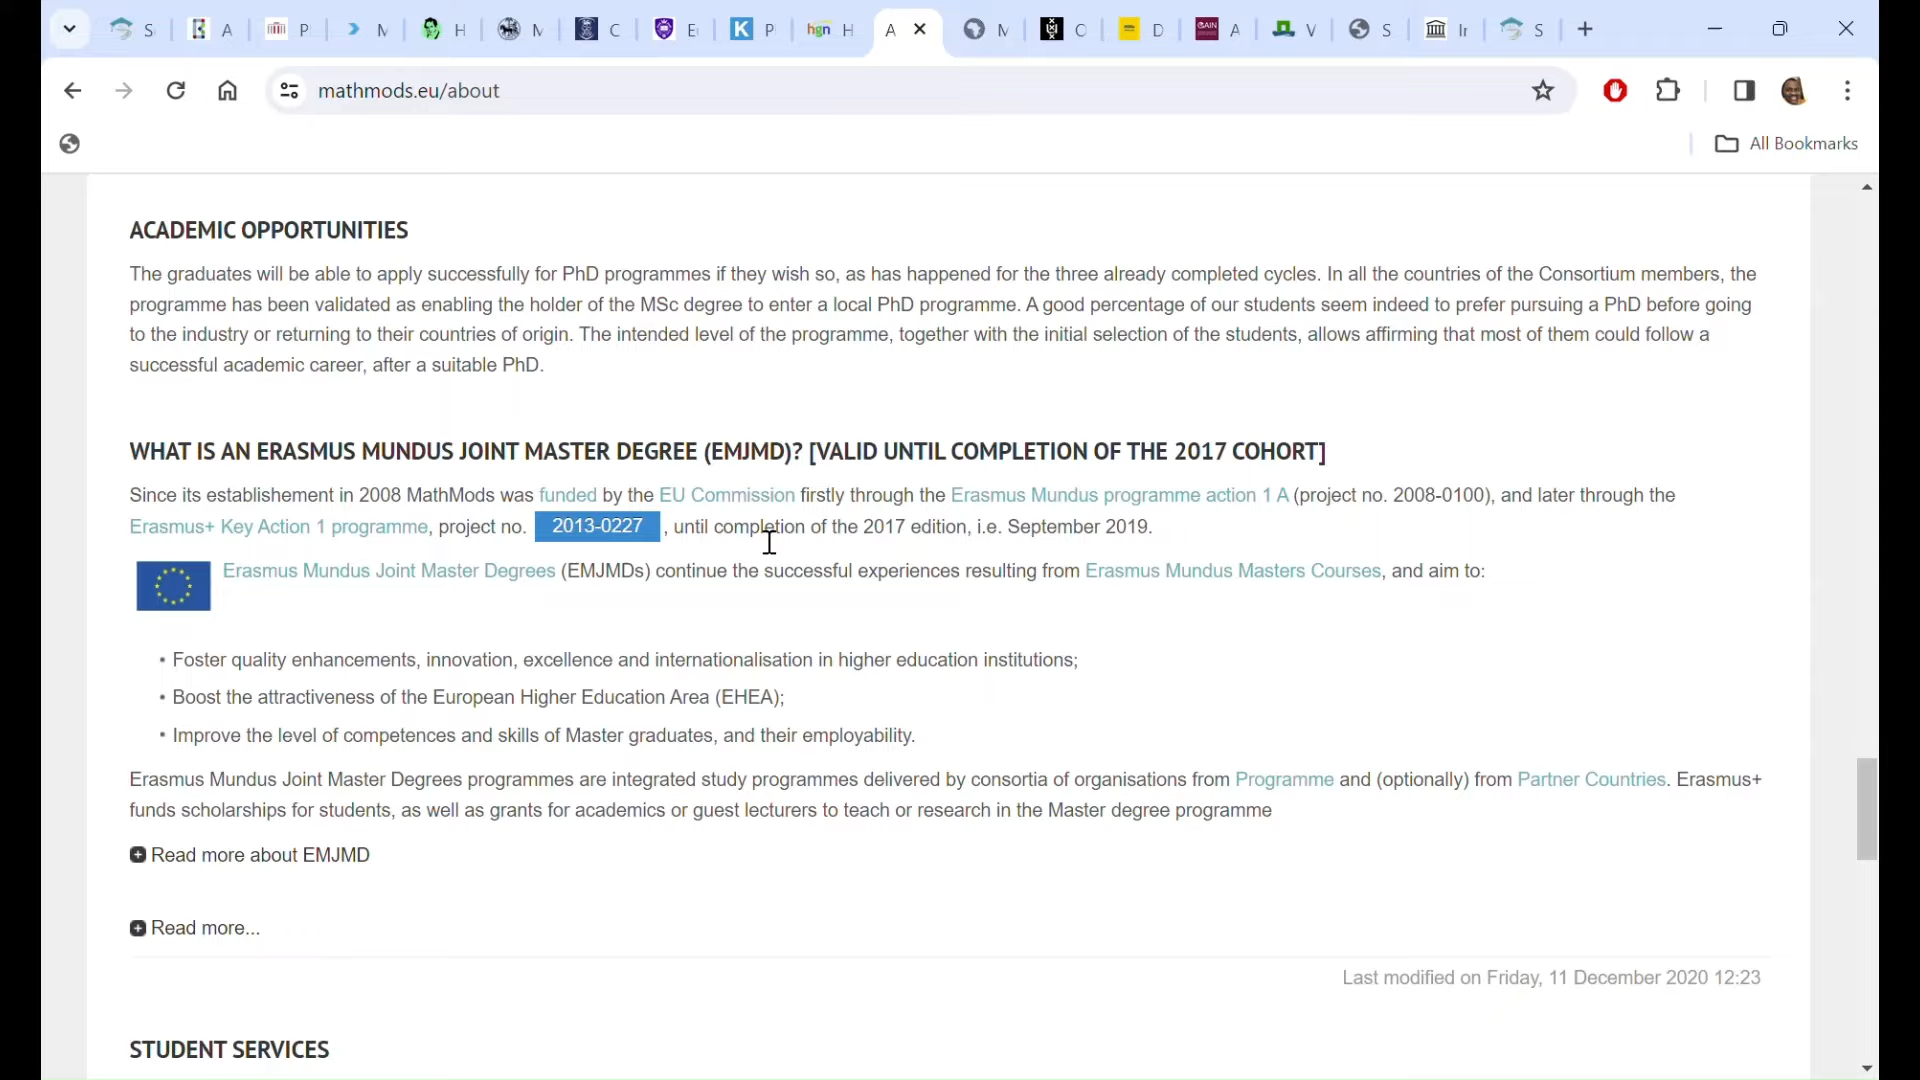 S A P M H M C E K P hgn H A M C D GAIN A V S Ir S
mathmods.eu/about
All Bookmarks
ACADEMIC OPPORTUNITIES
The graduates will be able to apply successfully for PhD programmes if they wish so, as has happened for the three already completed cycles. In all the countries of the Consortium members, the
programme has been validated as enabling the holder of the MSc degree to enter a local PhD programme. A good percentage of our students seem indeed to prefer pursuing a PhD before going
to the industry or returning to their countries of origin. The intended level of the programme, together with the initial selection of the students, allows affirming that most of them could follow a
successful academic career, after a suitable PhD.
WHAT IS AN ERASMUS MUNDUS JOINT MASTER DEGREE (EMJMD)? [VALID UNTIL COMPLETION OF THE 2017 COHORT]
Since its establishement in 2008 MathMods was funded by the EU Commission firstly through the Erasmus Mundus programme action 1 A (project no. 2008-0100), and later through the
Erasmus+ Key Action 1 programme, project no. 2013-0227 , until completion of the 2017 edition, i.e. September 2019.
Erasmus Mundus Joint Master Degrees (EMJMDs) continue the successful experiences resulting from Erasmus Mundus Masters Courses, and aim to:
• Foster quality enhancements, innovation, excellence and internationalisation in higher education institutions;
• Boost the attractiveness of the European Higher Education Area (EHEA);
• Improve the level of competences and skills of Master graduates, and their employability.
Erasmus Mundus Joint Master Degrees programmes are integrated study programmes delivered by consortia of organisations from Programme and (optionally) from Partner Countries. Erasmus+
funds scholarships for students, as well as grants for academics or guest lecturers to teach or research in the Master degree programme
Read more about EMJMD
Read more...
Last modified on Friday, 11 December 2020 12:23
STUDENT SERVICES